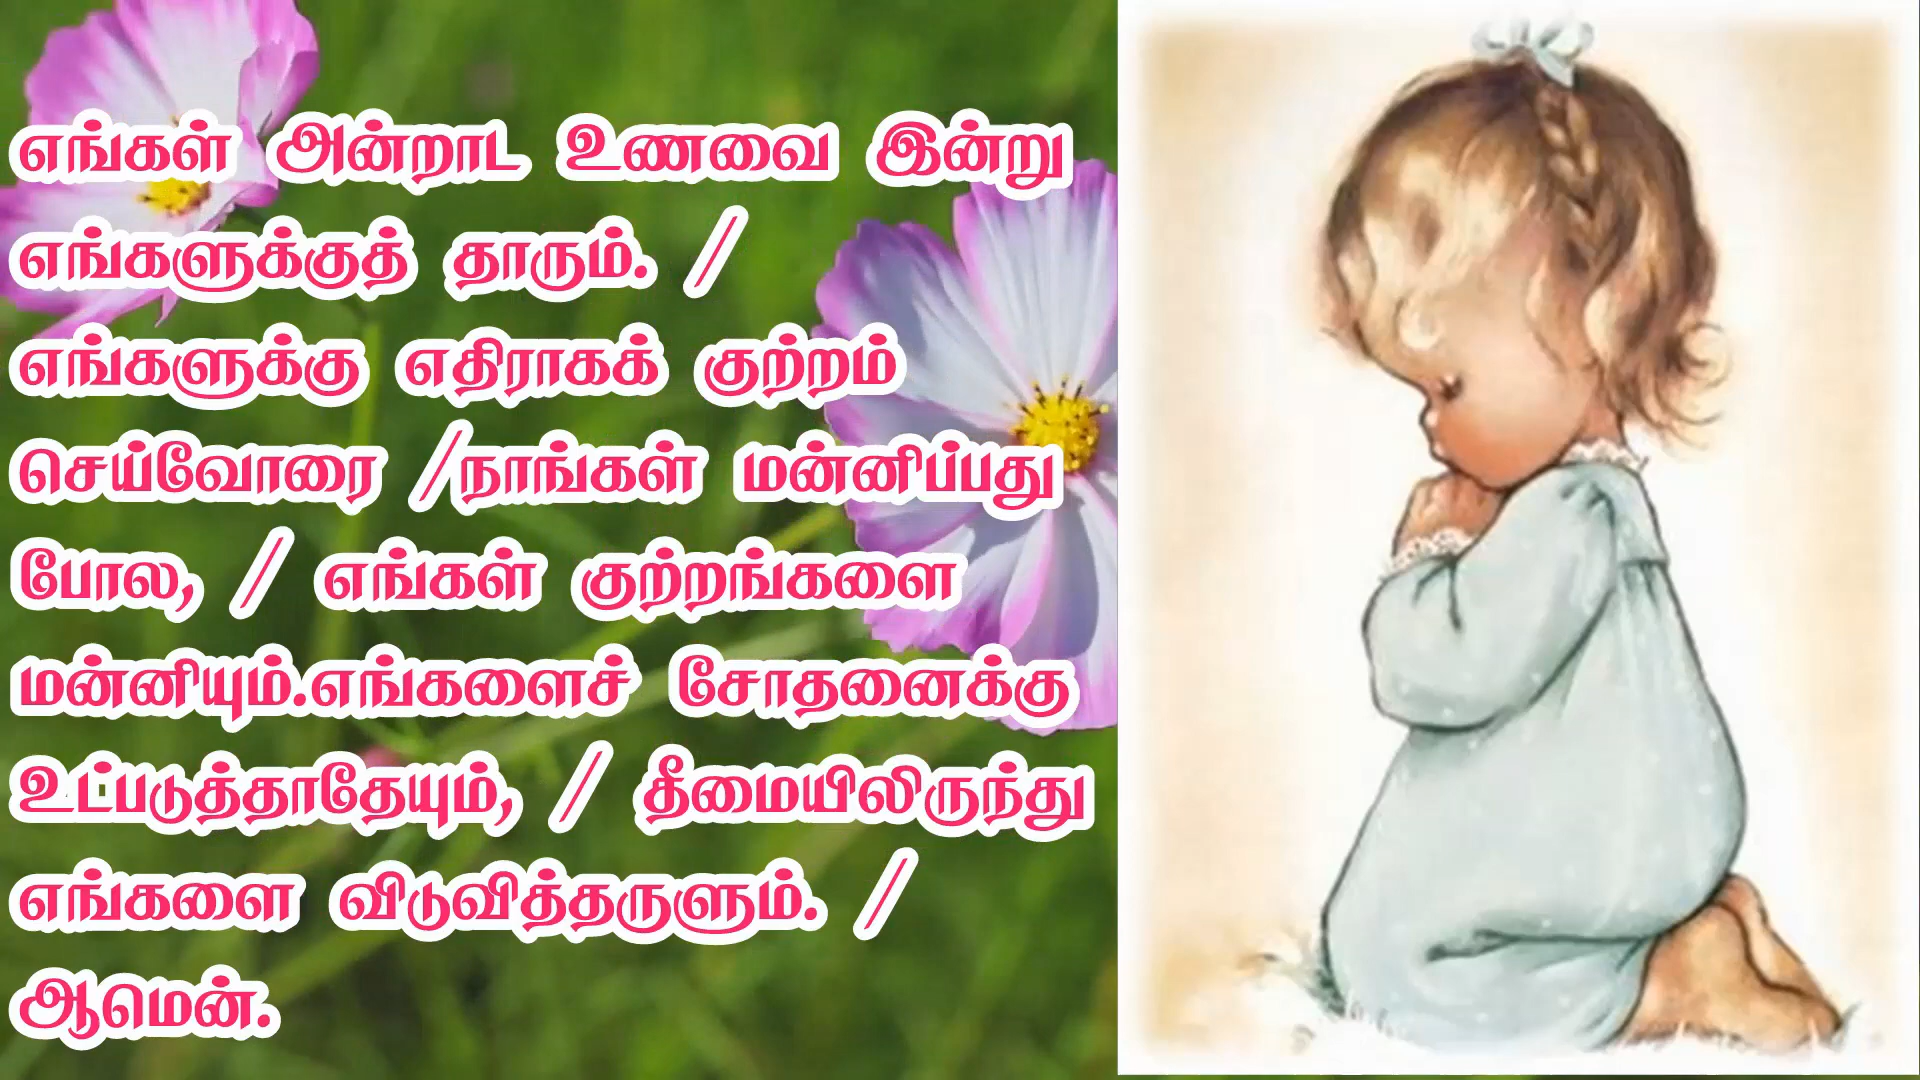 எங்கள் அன்றாட உணவை இன்று
எங்களுக்குத் தாரும். /
எங்களுக்கு எதிராகக் குற்றம்
செய்வோரை /நாங்கள் மன்னிப்பது
போல, / எங்கள் குற்றங்களை
மன்னியும்.எங்களைச் சோதனைக்கு
உட்படுத்தாதேயும், / தீமையிலிருந்து
எங்களை விடுவித்தருளும். /
ஆமென்.